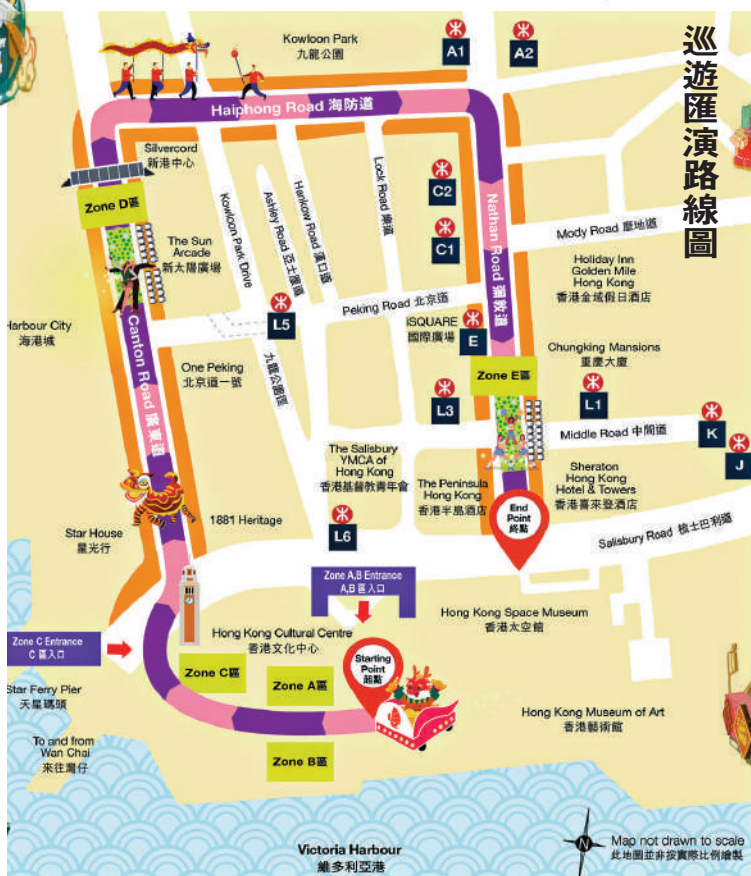 巡遊匯演路線圖
Kowloon Park
九龍公園
A1
A2
Haiphong Road 海防道
Silvercord
新港中心
Zone D區
The Sun
Arcade
新太陽廣場
Harbour City
海港城
Canton Road 廣東道
Kowloon Park Drive
九龍公園徑
Ashley Road 亞士厘道
Hankow Road 漢口道
Lock Road 樂道
C2
C1
Nathan Road 彌敦道
Mody Road 麼地道
Holiday Inn
Golden Mile
Hong Kong
香港金域假日酒店
Peking Road 北京道
L5
iSQUARE
國際廣場
E
One Peking
北京道一號
Chungking Mansions
重慶大廈
Zone E區
L3
L1
K
J
Middle Road 中間道
The Salisbury
YMCA of
Hong Kong
香港基督教青年會
The Peninsula
Hong Kong
香港半島酒店
Sheraton
Hong Kong
Hotel & Towers
香港喜來登酒店
End
Point
終點
Star House
星光行
1881 Heritage
L6
Salisbury Road 梳士巴利道
Zone A,B Entrance
A,B 區入口
Hong Kong Space Museum
香港太空館
Zone C Entrance
C 區入口
Hong Kong Cultural Centre
香港文化中心
Zone C區
Zone A區
Starting
Point
起點
Star Ferry Pier
天星碼頭
Hong Kong Museum of Art
香港藝術館
To and from
Wan Chai
來往灣仔
Zone B區
Victoria Harbour
維多利亞港
N
Map not drawn to scale
此地圖並非按實際比例繪製